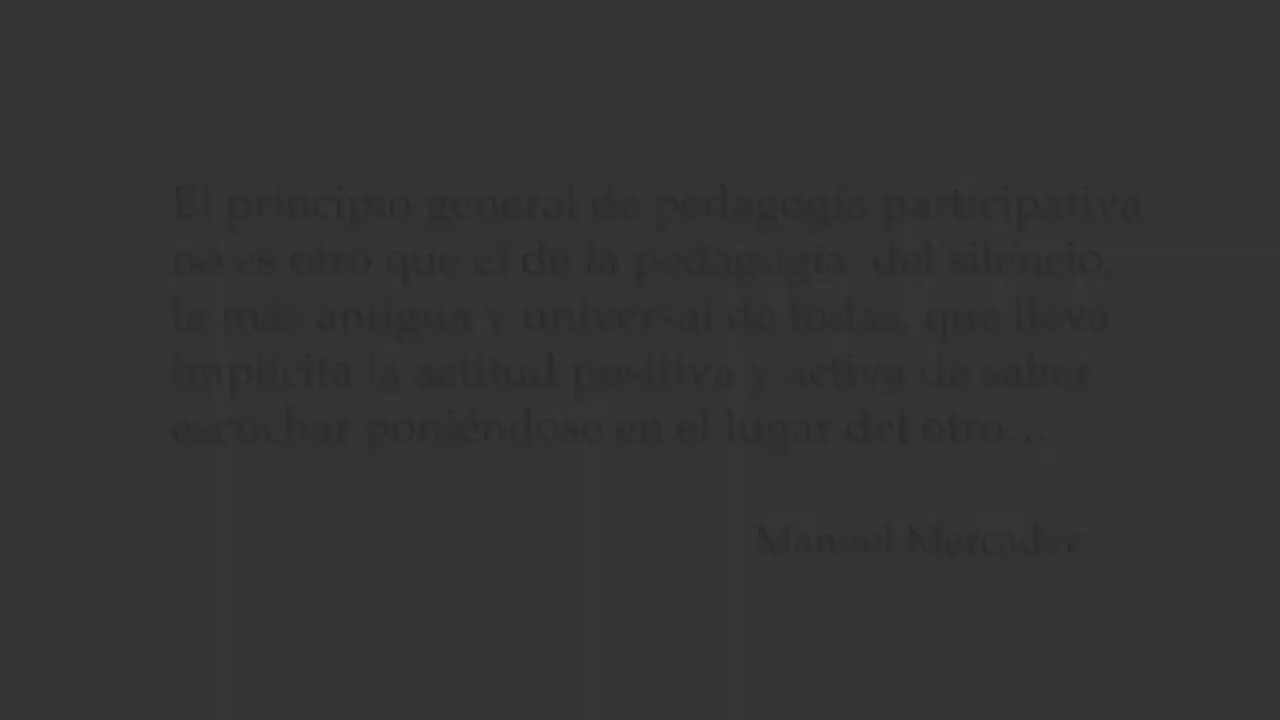 El principio general de pedagogía participativa
no es otro que el de la pedagogía del silencio,
la más antigua y universal de todas, que lleva
implícita la actitud positiva y activa de saber
escuchar poniéndose en el lugar del otro...
Manuel Mercader